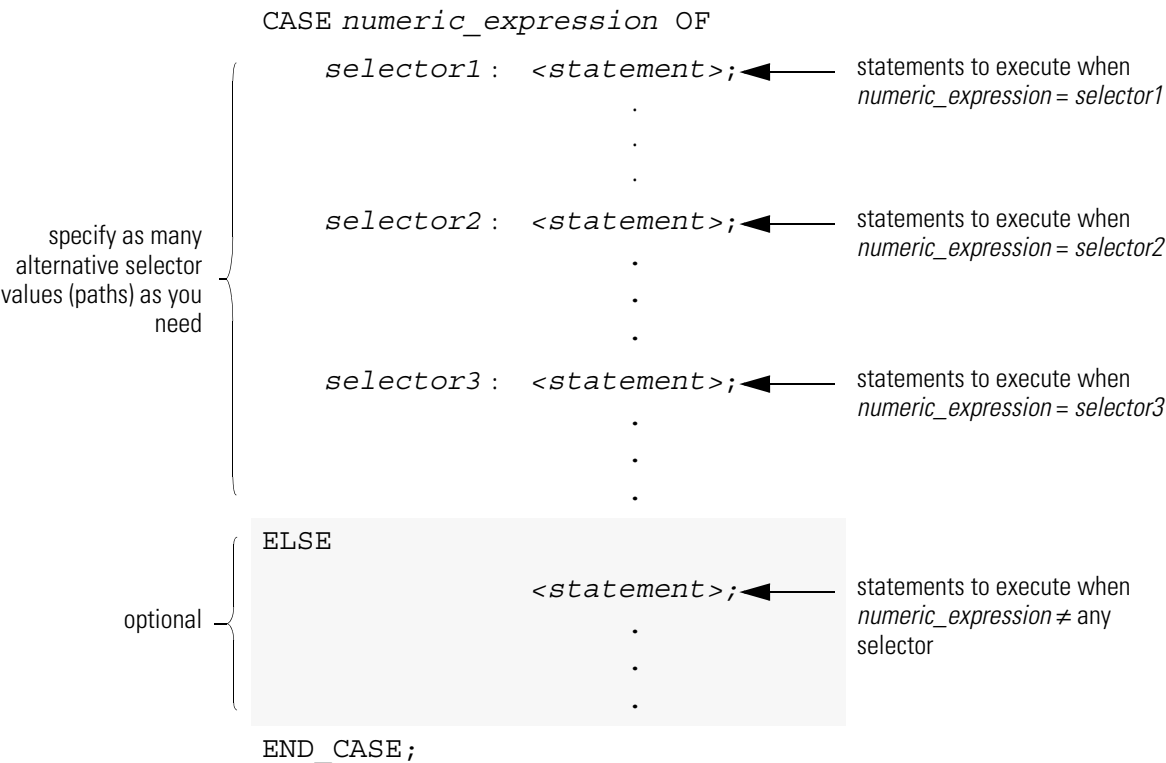 CASE numeric_expression OF
selector1: <statement>;
statements to execute when
numeric_expression = selector1
.
.
.
specify as many
alternative selector
values (paths) as you
need
selector2: <statement>;
statements to execute when
numeric_expression = selector2
.
.
.
selector3: <statement>;
statements to execute when
numeric_expression = selector3
.
.
.
optional
ELSE
<statement>;
statements to execute when
numeric_expression ≠ any
selector
.
.
.
END_CASE;